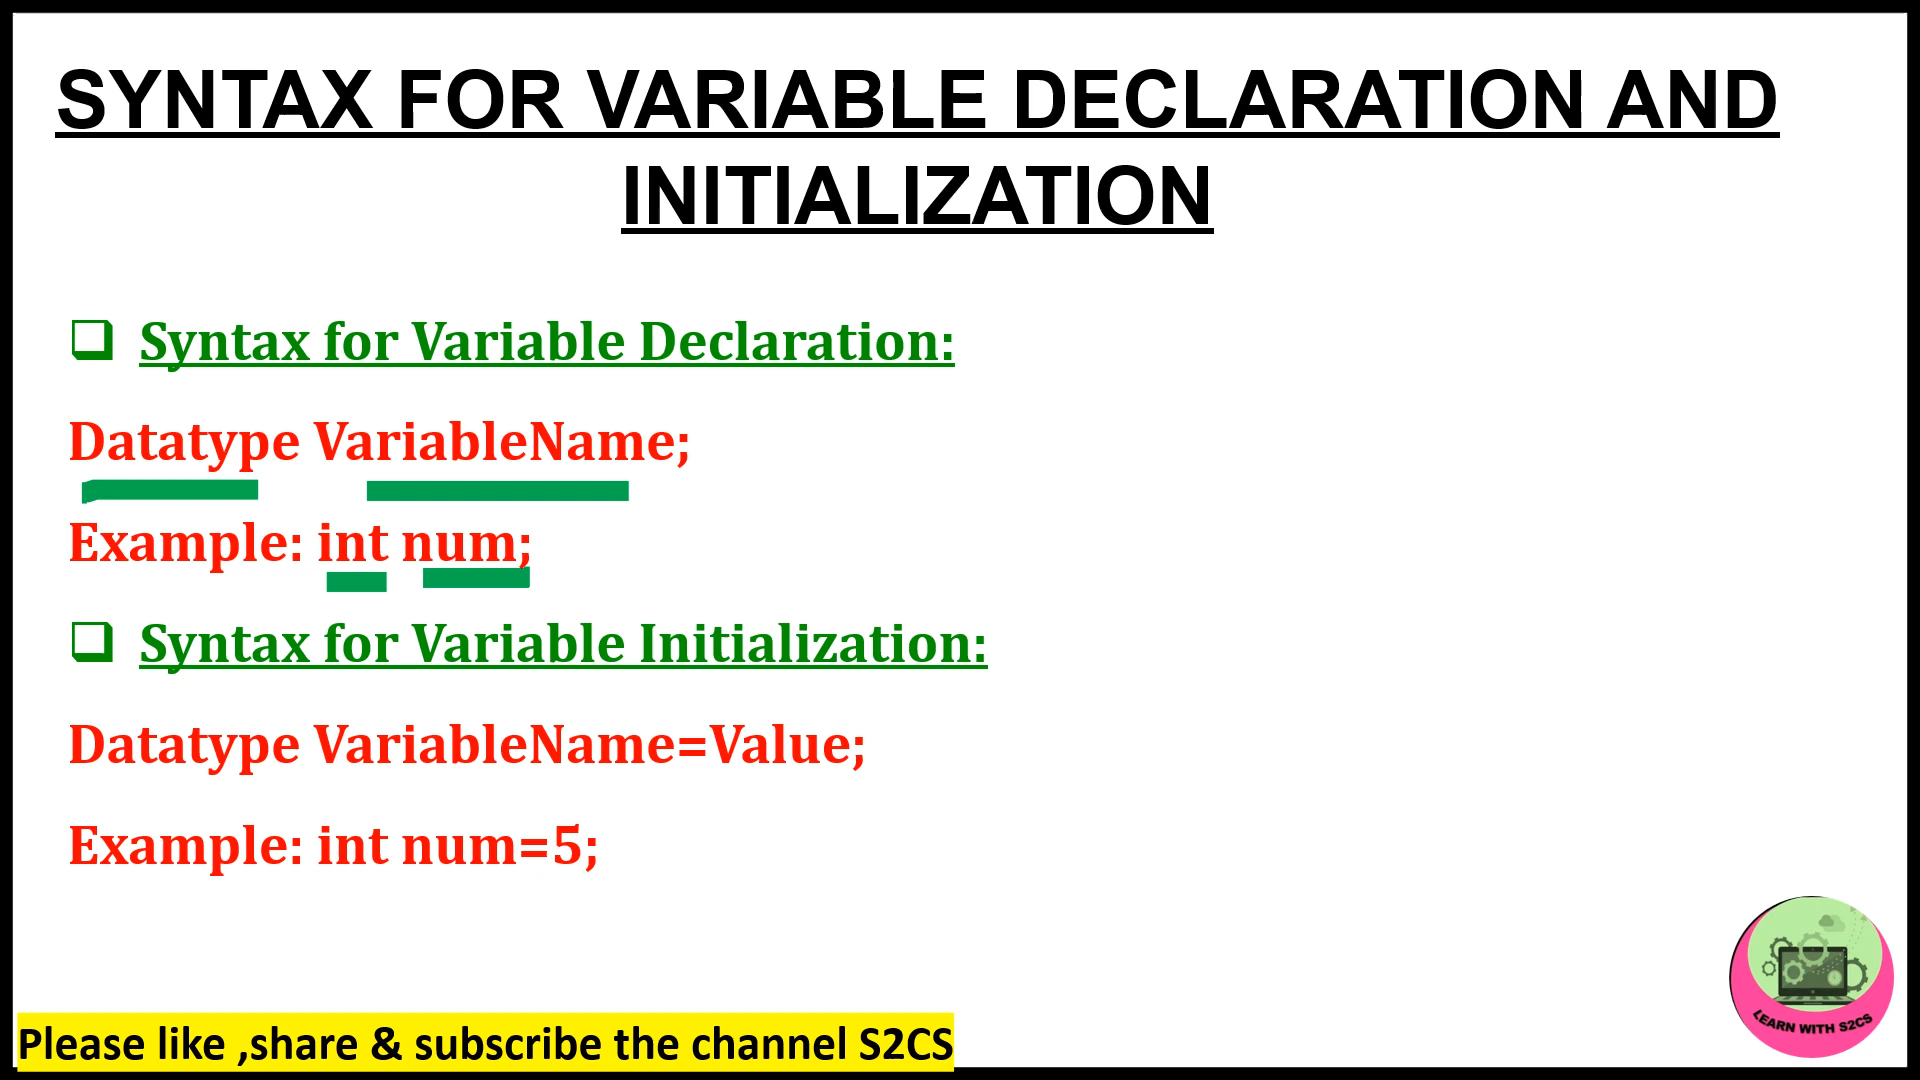 SYNTAX FOR VARIABLE DECLARATION AND
INITIALIZATION
Syntax for Variable Declaration:
Datatype VariableName;
Example: int num;
Syntax for Variable Initialization:
Datatype VariableName=Value;
Example: int num=5;
LEARN WITH S2CS
Please like ,share & subscribe the channel S2CS